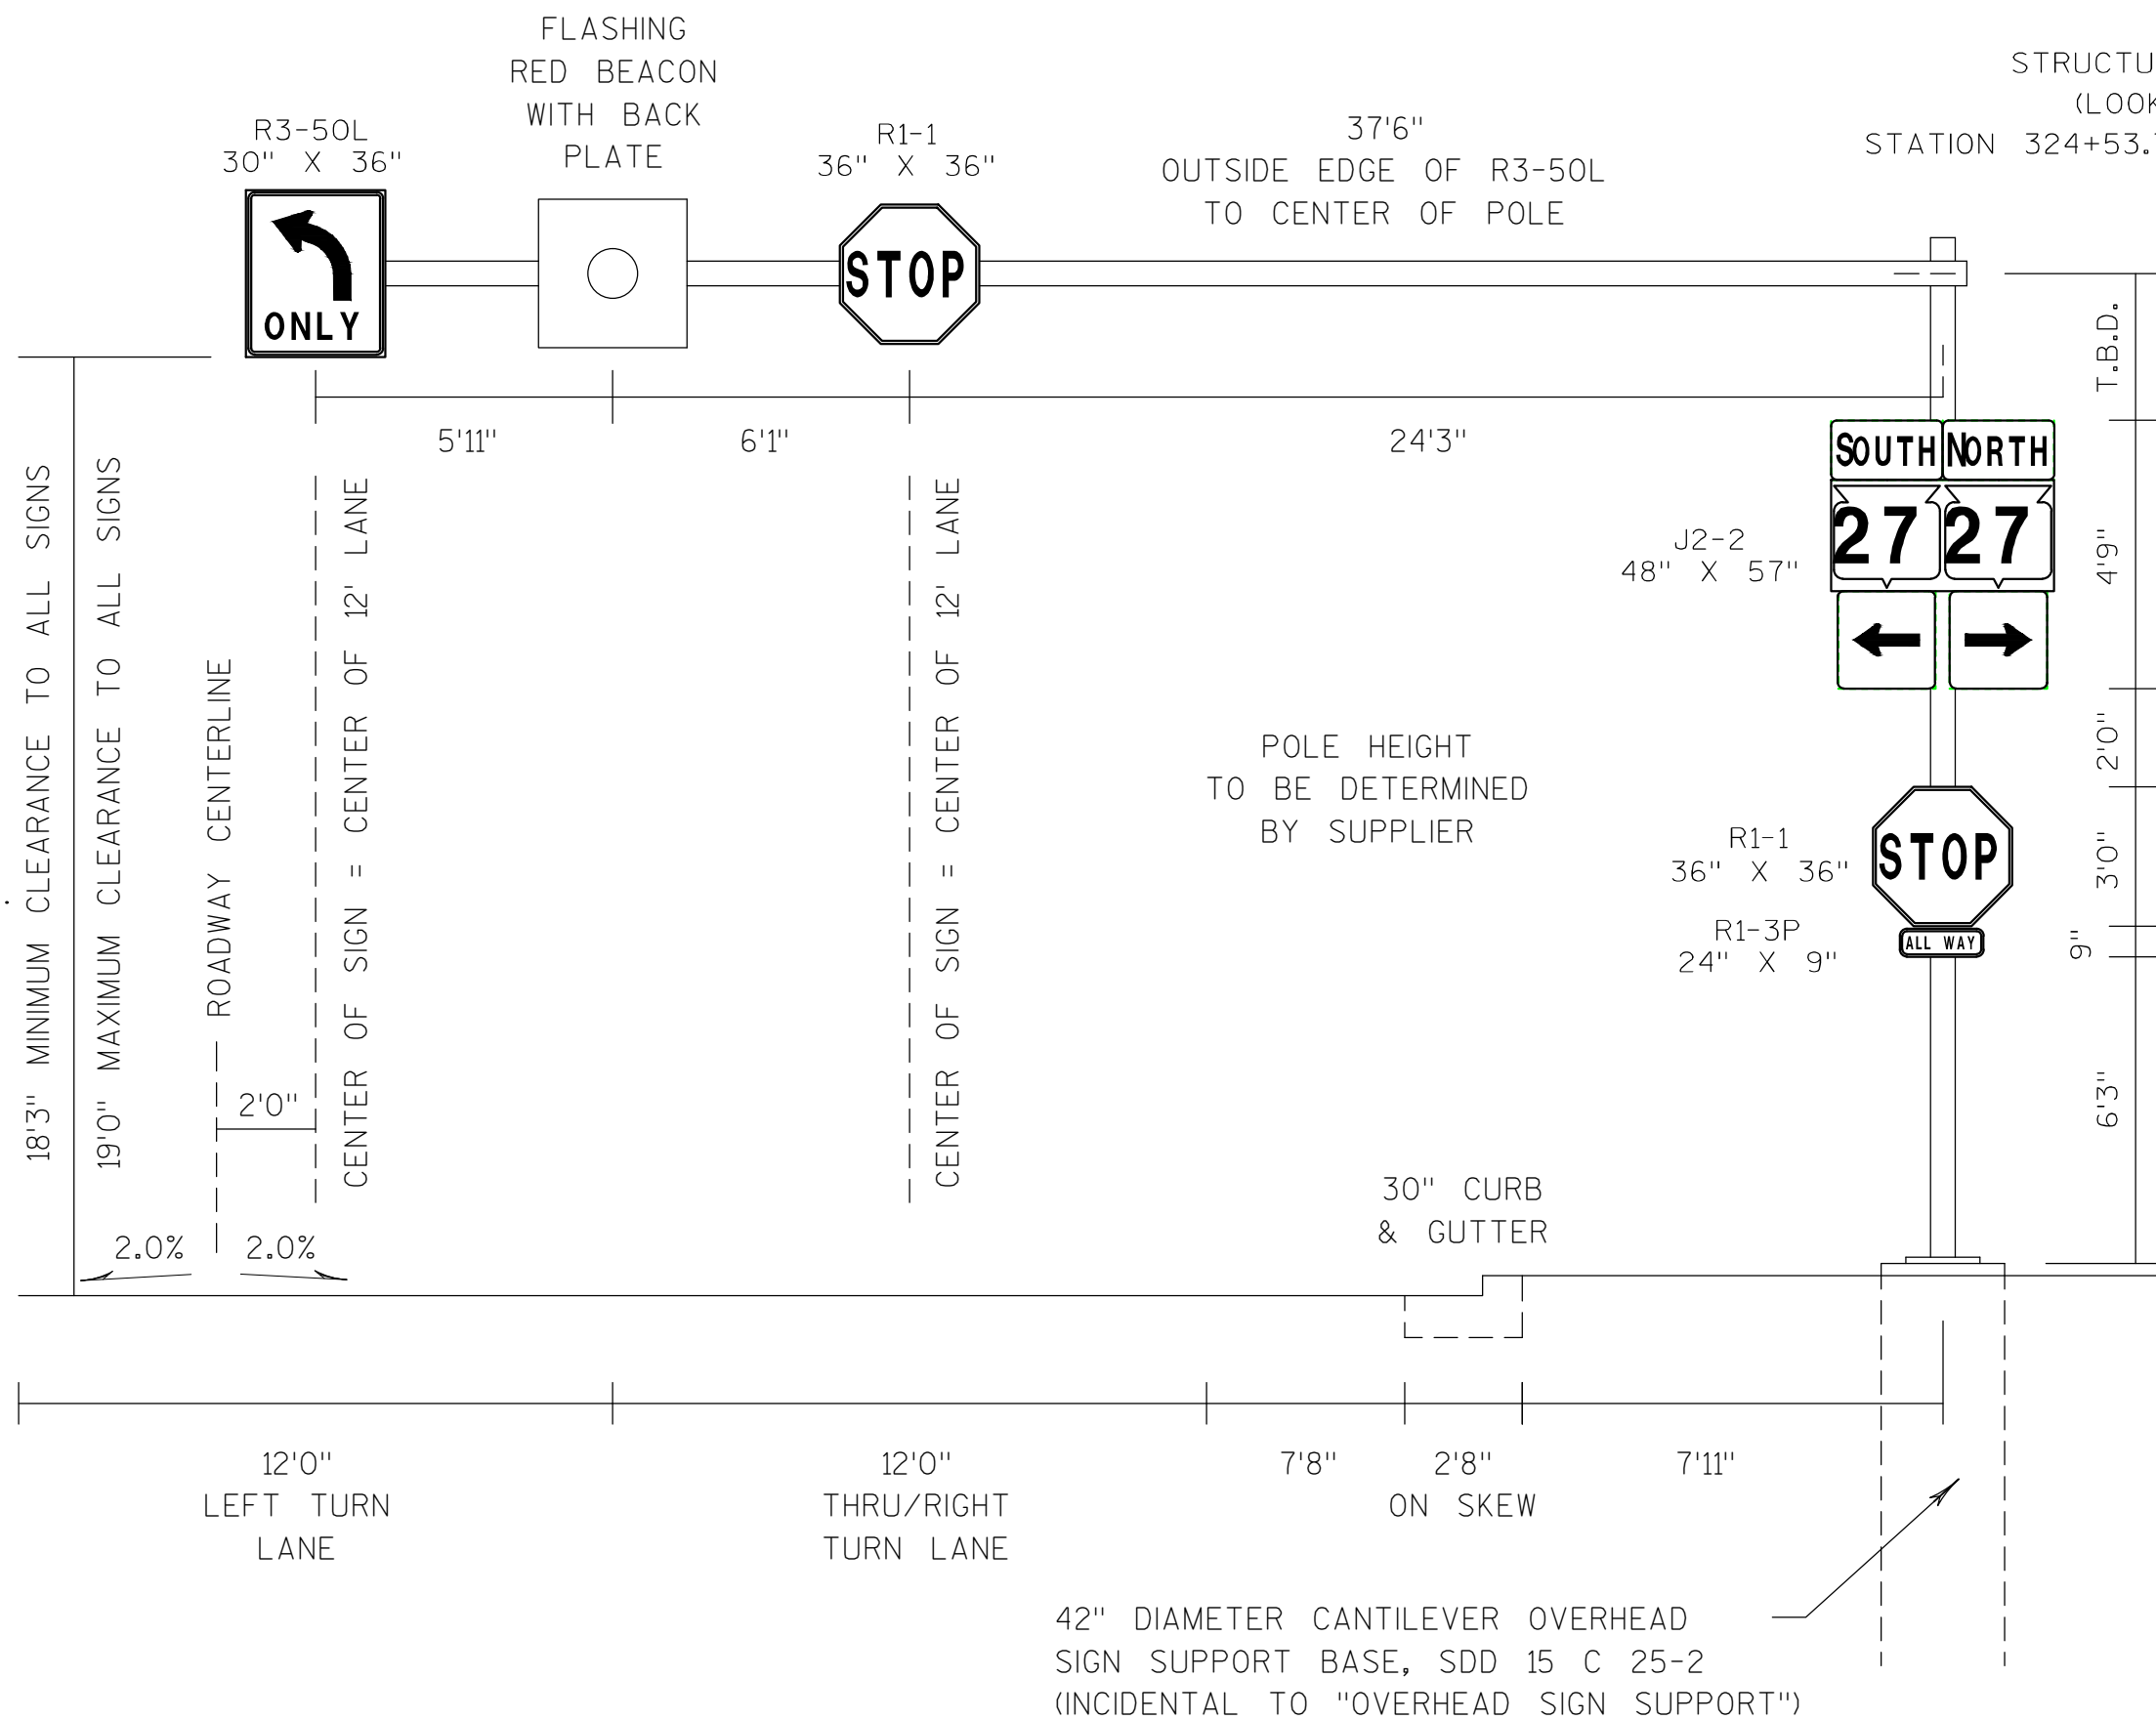 FLASHING
RED BEACON
WITH BACK
PLATE
R3-50L
30" X 36"
R1-1
36" X 36"
37'6"
OUTSIDE EDGE OF R3-50L
TO CENTER OF POLE
STRUCTU
(LOOK
STATION 324+53.
ONLY
STOP
T.B.D.
5'11"
6'1"
24'3"
SOUTH NORTH
27 27
J2-2
48" X 57"
4'9"
18'3" MINIMUM CLEARANCE TO ALL SIGNS
19'0" MAXIMUM CLEARANCE TO ALL SIGNS
ROADWAY CENTERLINE
CENTER OF SIGN = CENTER OF 12' LANE
CENTER OF SIGN = CENTER OF 12' LANE
POLE HEIGHT
TO BE DETERMINED
BY SUPPLIER
2'0"
R1-1
36" X 36"
STOP
3'0"
R1-3P
24" X 9"
ALL WAY
9"
6'3"
2'0"
2.0% 2.0%
30" CURB
& GUTTER
12'0"
LEFT TURN
LANE
12'0"
THRU/RIGHT
TURN LANE
7'8"
2'8"
ON SKEW
7'11"
42" DIAMETER CANTILEVER OVERHEAD
SIGN SUPPORT BASE, SDD 15 C 25-2
(INCIDENTAL TO "OVERHEAD SIGN SUPPORT")